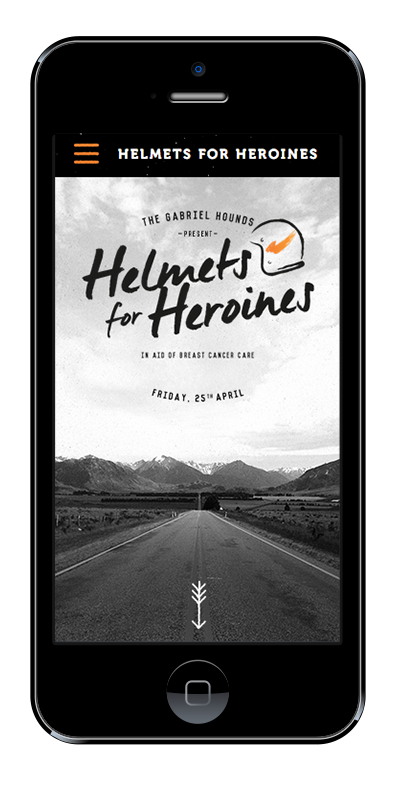 HELMETS FOR HEROINES
THE GABRIEL HOUNDS
–PRESENT–
Helmets
for Heroines
IN AID OF BREAST CANCER CARE
FRIDAY, 25TH APRIL